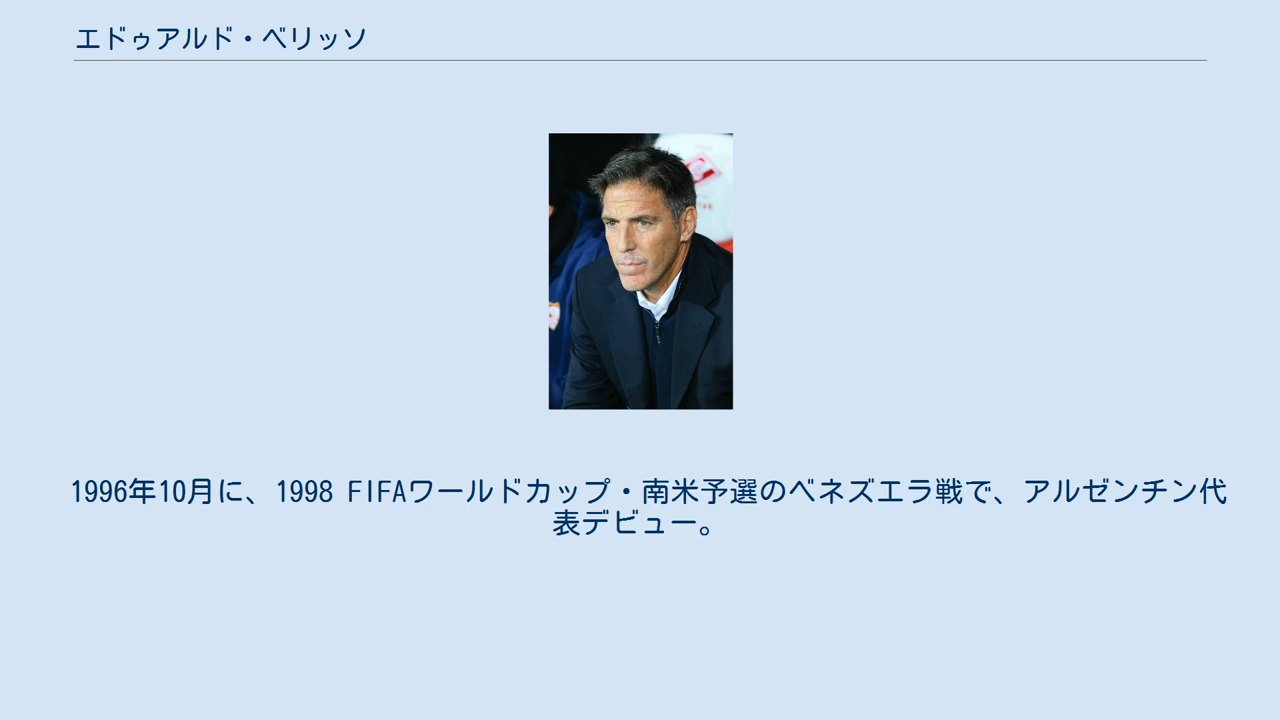 エドゥアルド・ベリッソ
1996年10月に、1998 FIFAワールドカップ・南米予選のベネズエラ戦で、アルゼンチン代
表デビュー。